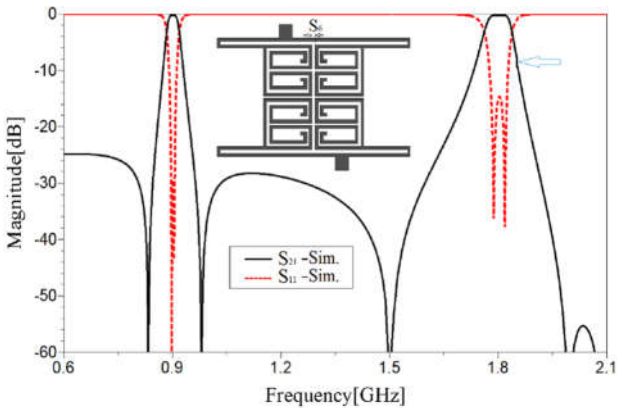 0
-10
-20
-30
-40
-50
-60
Magnitude[dB]
S₆
S₂₁ -Sim.
S₁₁ -Sim.
0.6
0.9
1.2
1.5
1.8
2.1
Frequency[GHz]